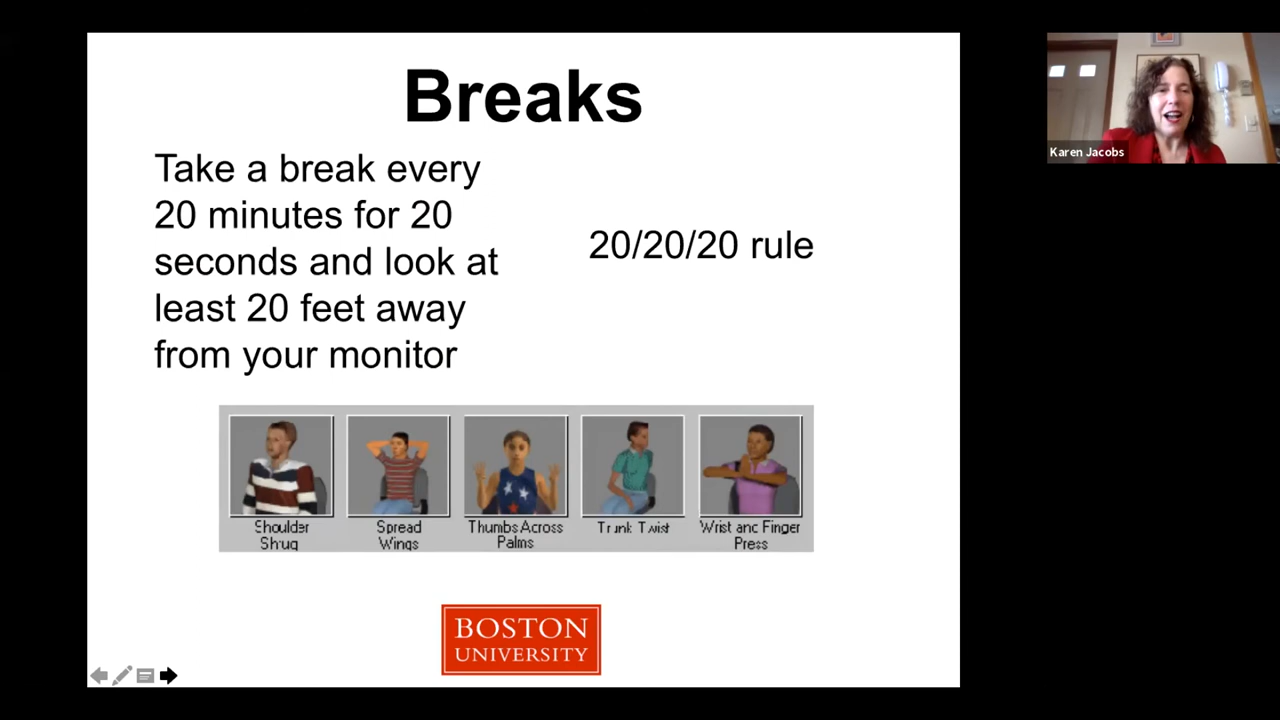 Breaks
Take a break every
20 minutes for 20
seconds and look at
least 20 feet away
from your monitor
20/20/20 rule
Karen Jacobs
Shoulder
Shrug
Spread
Wings
Thumbs Across
Palms
Trunk Twist
Wrist and Finger
Press
BOSTON
UNIVERSITY